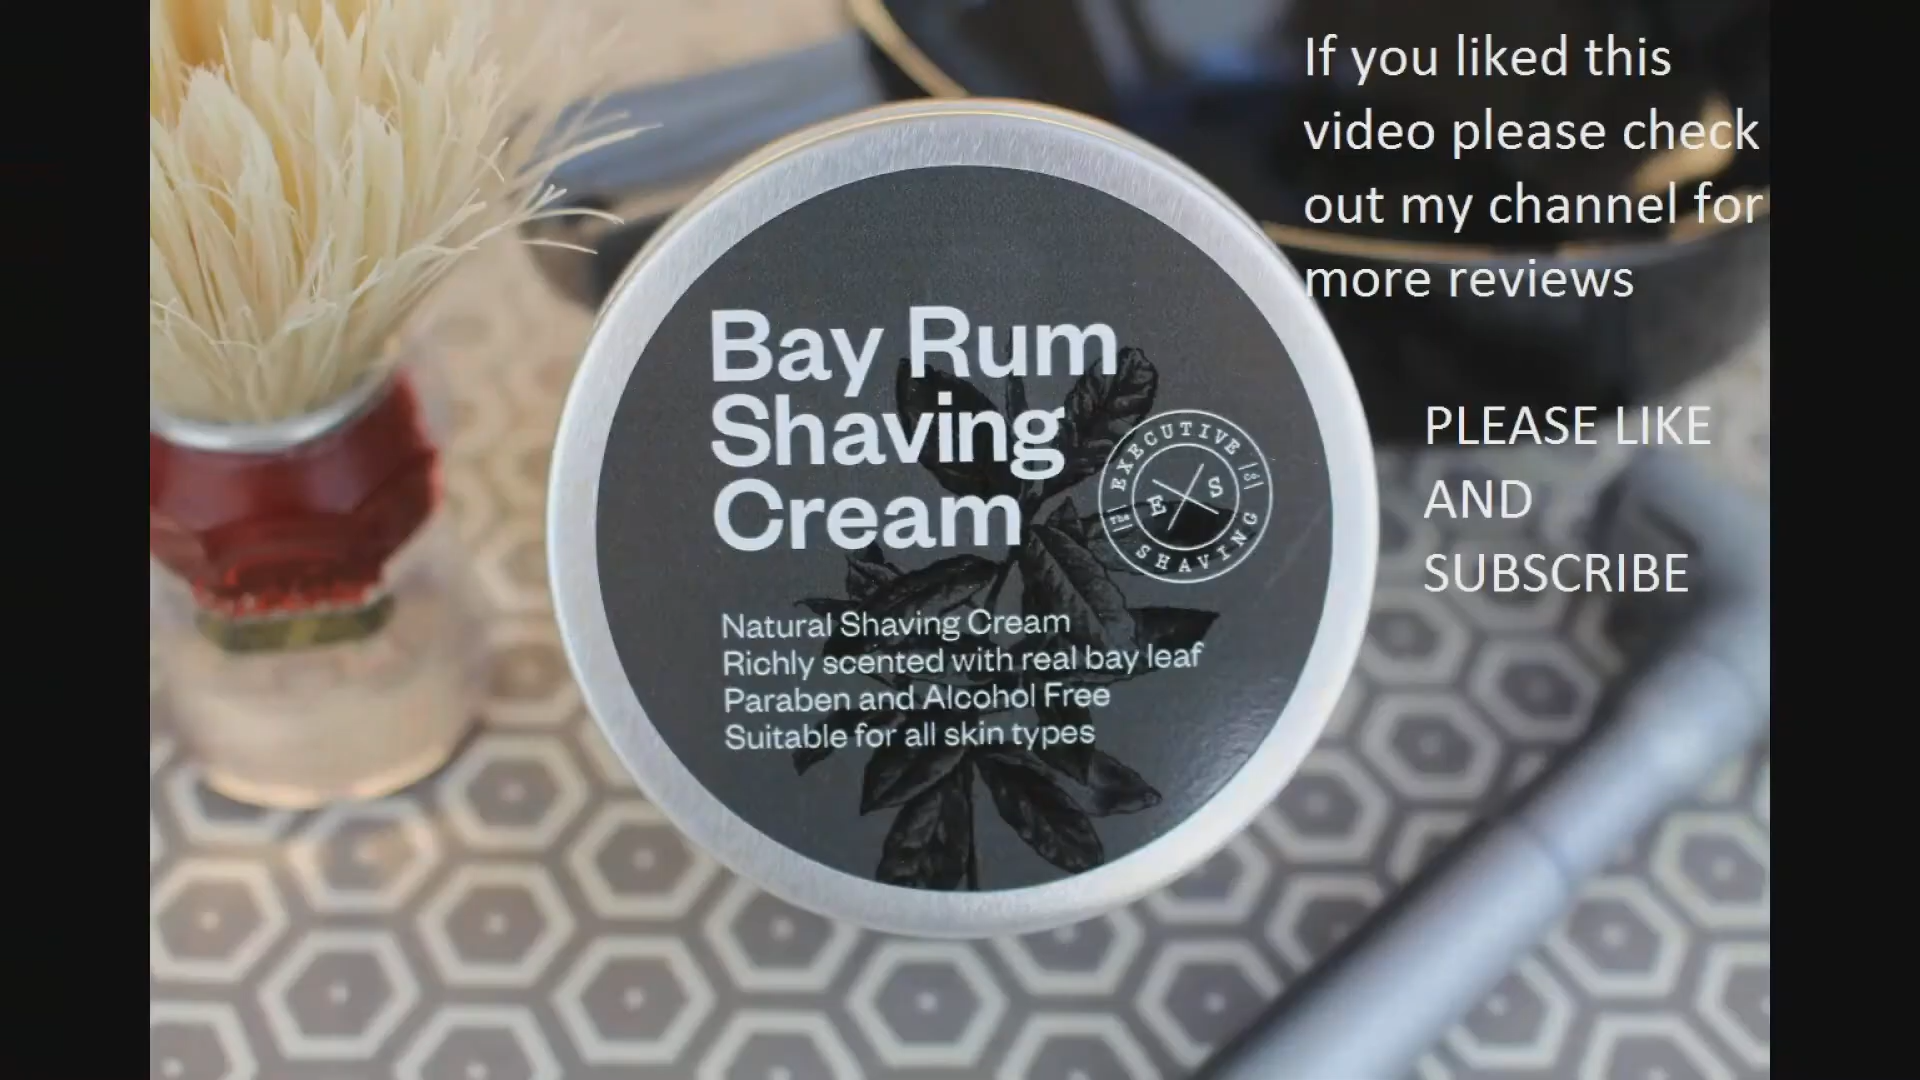 If you liked this
video please check
out my channel for
more reviews
Bay Rum
Shaving
Cream
The EXECUTIVE SHAVING Co
E S
Natural Shaving Cream
Richly scented with real bay leaf
Paraben and Alcohol Free
Suitable for all skin types
PLEASE LIKE
AND
SUBSCRIBE